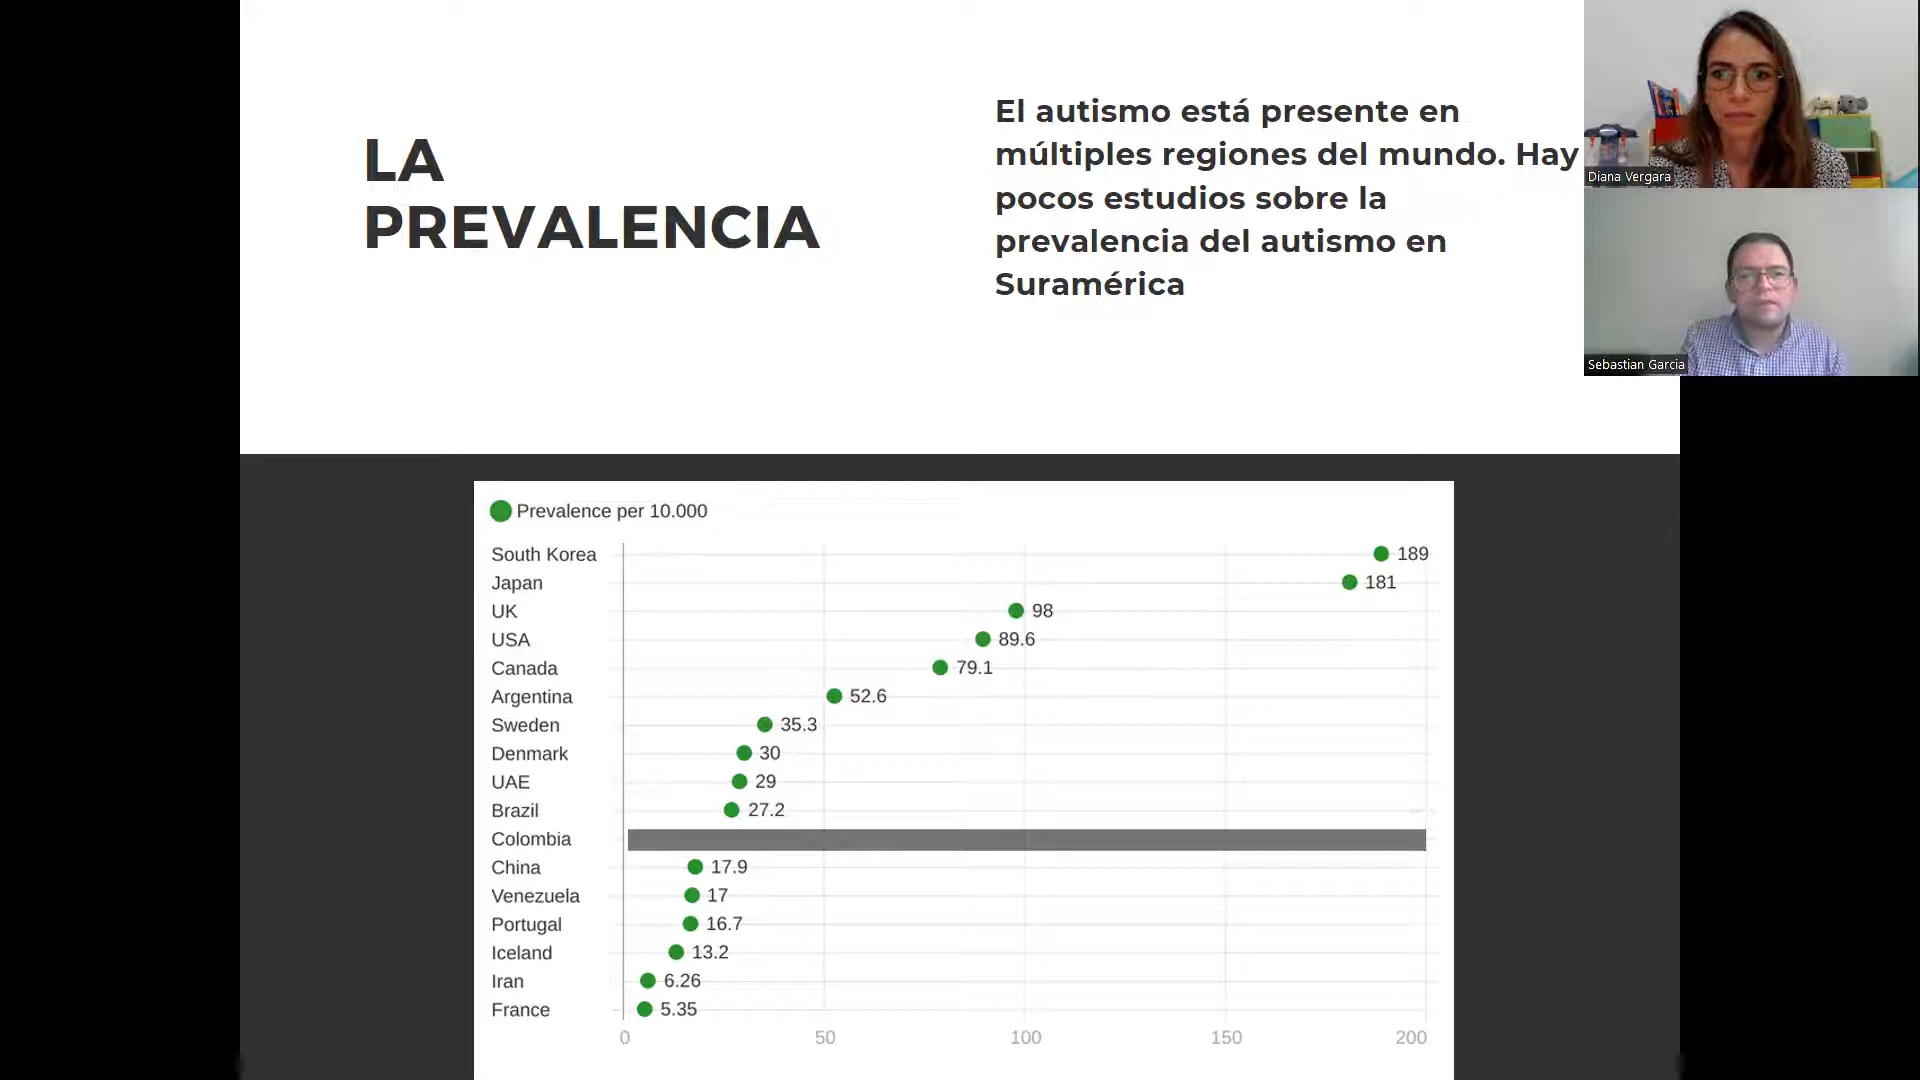 LA
PREVALENCIA
El autismo está presente en
múltiples regiones del mundo. Hay
pocos estudios sobre la
prevalencia del autismo en
Suramérica
Diana Vergara
Sebastian Garcia
Prevalence per 10.000
South Korea 189
Japan 181
UK 98
USA 89.6
Canada 79.1
Argentina 52.6
Sweden 35.3
Denmark 30
UAE 29
Brazil 27.2
Colombia
China 17.9
Venezuela 17
Portugal 16.7
Iceland 13.2
Iran 6.26
France 5.35
0 50 100 150 200